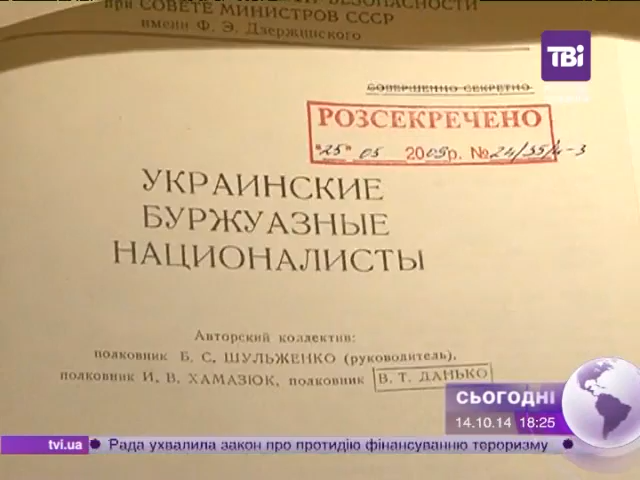 при СОВЕТЕ МИНИСТРОВ СССР
имени Ф. Э. Дзержинского
ТВі
СОВЕРШЕННО СЕКРЕТНО
РОЗСЕКРЕЧЕНО
"25" 05 2009р. № 24/35/4-3
УКРАИНСКИЕ
БУРЖУАЗНЫЕ
НАЦИОНАЛИСТЫ
Авторский коллектив:
полковник Б. С. ШУЛЬЖЕНКО (руководитель),
полковник И. В. ХАМАЗЮК, полковник В. Т. ДАНЬКО
СЬОГОДНІ
14.10.14 18:25
tvi.ua Рада ухвалила закон про протидію фінансуванню тероризму